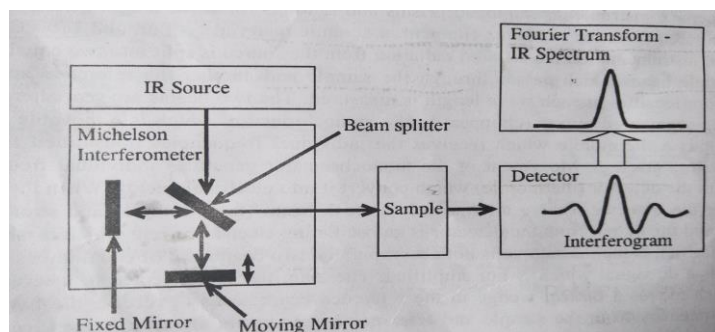 Fourier Transform -
IR Spectrum
IR Source
Michelson
Interferometer
Beam splitter
Sample
Detector
Interferogram
Fixed Mirror
Moving Mirror